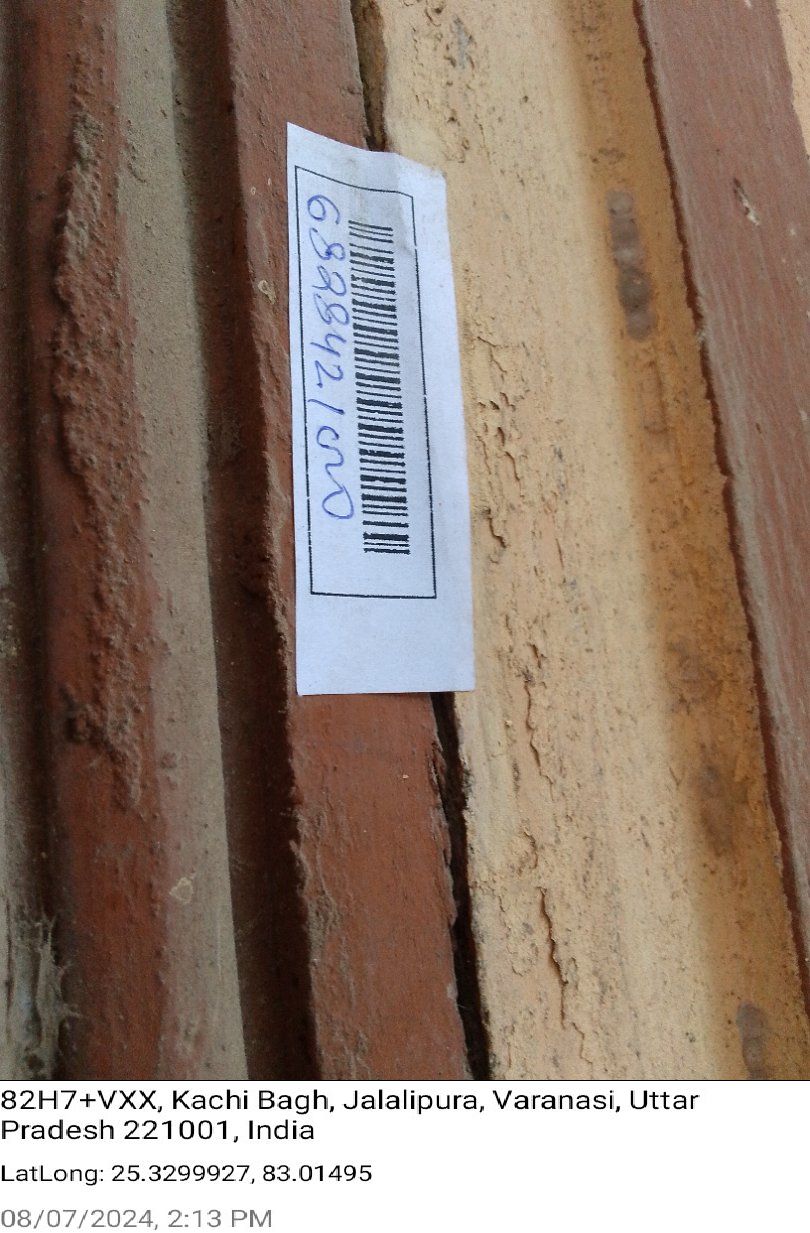 6828421
82H7+VXX, Kachi Bagh, Jalalipura, Varanasi, Uttar
Pradesh 221001, India
LatLong: 25.3299927, 83.01495
08/07/2024, 2:13 PM